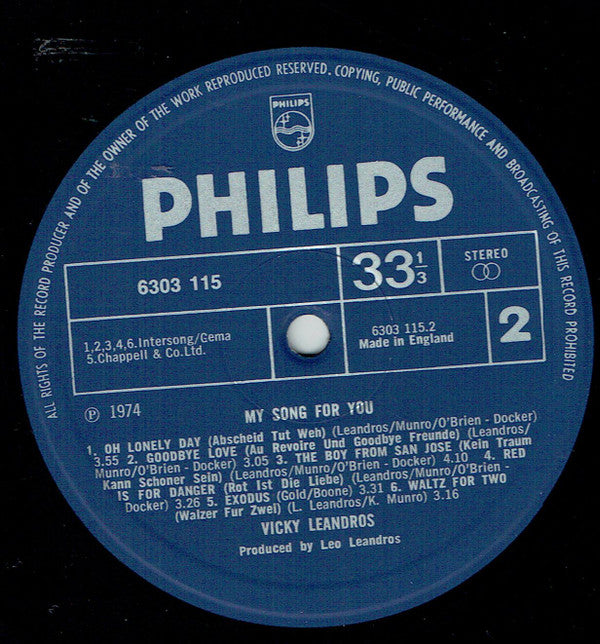 ALL RIGHTS OF THE RECORD PRODUCER AND OF THE OWNER OF THE WORK REPRODUCED RESERVED. COPYING, PUBLIC PERFORMANCE AND BROADCASTING OF THIS RECORD PROHIBITED
PHILIPS
PHILIPS
6303 115
33⅓
STEREO
1,2,3,4,6.Intersong/Gema
5.Chappell & Co.Ltd.
6303 115.2
Made in England
2
℗ 1974
MY SONG FOR YOU
1. OH LONELY DAY (Abscheid Tut Weh) (Leandros/Munro/O'Brien - Docker)
3.55 2. GOODBYE LOVE (Au Revoire Und Goodbye Freunde) (Leandros/
Munro/O'Brien - Docker) 3.05 3. THE BOY FROM SAN JOSE (Kein Traum
Kann Schoner Sein) (Leandros/Munro/O'Brien - Docker) 4.10 4. RED
IS FOR DANGER (Rot Ist Die Liebe) (Leandros/Munro/O'Brien -
Docker) 3.26 5. EXODUS (Gold/Boone) 3.31 6. WALTZ FOR TWO
(Walzer Fur Zwei) (L. Leandros/K. Munro) 3.16
VICKY LEANDROS
Produced by Leo Leandros